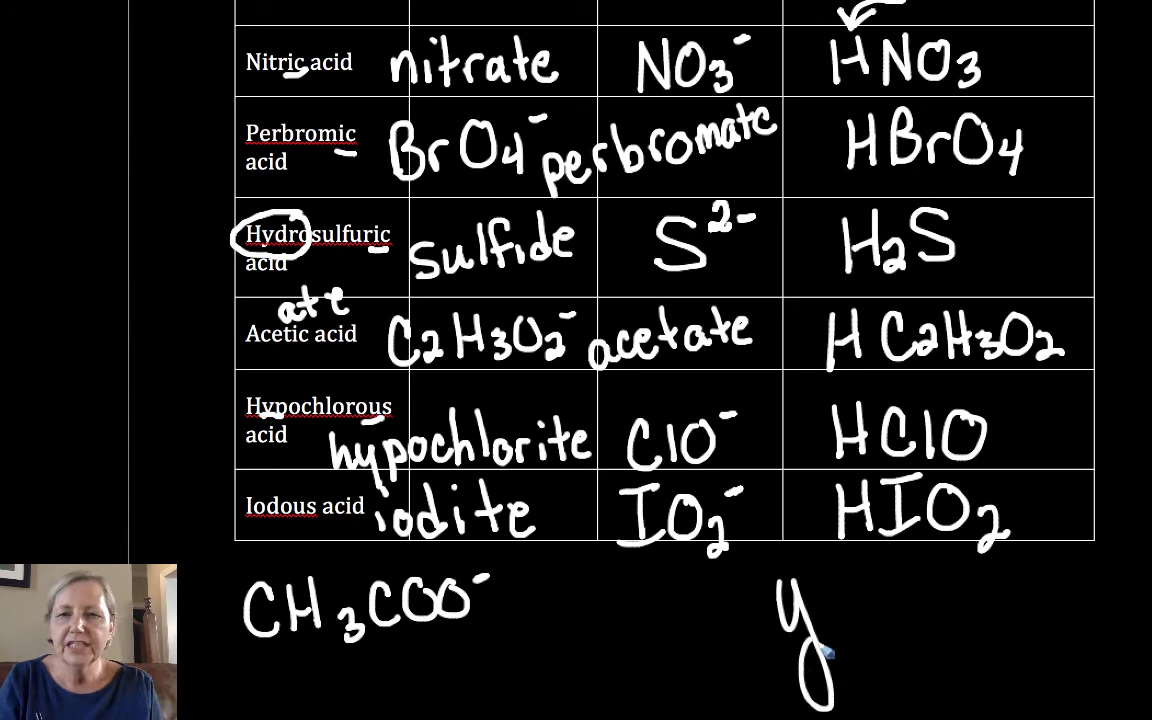 Nitric acid nitrate NO3- HNO3
Perbromic acid BrO4- perbromate HBrO4
Hydrosulfuric acid sulfide S2- H2S
ate
Acetic acid C2H3O2- acetate HC2H3O2
Hypochlorous acid hypochlorite ClO- HClO
Iodous acid iodite IO2- HIO2
CH3COO- y